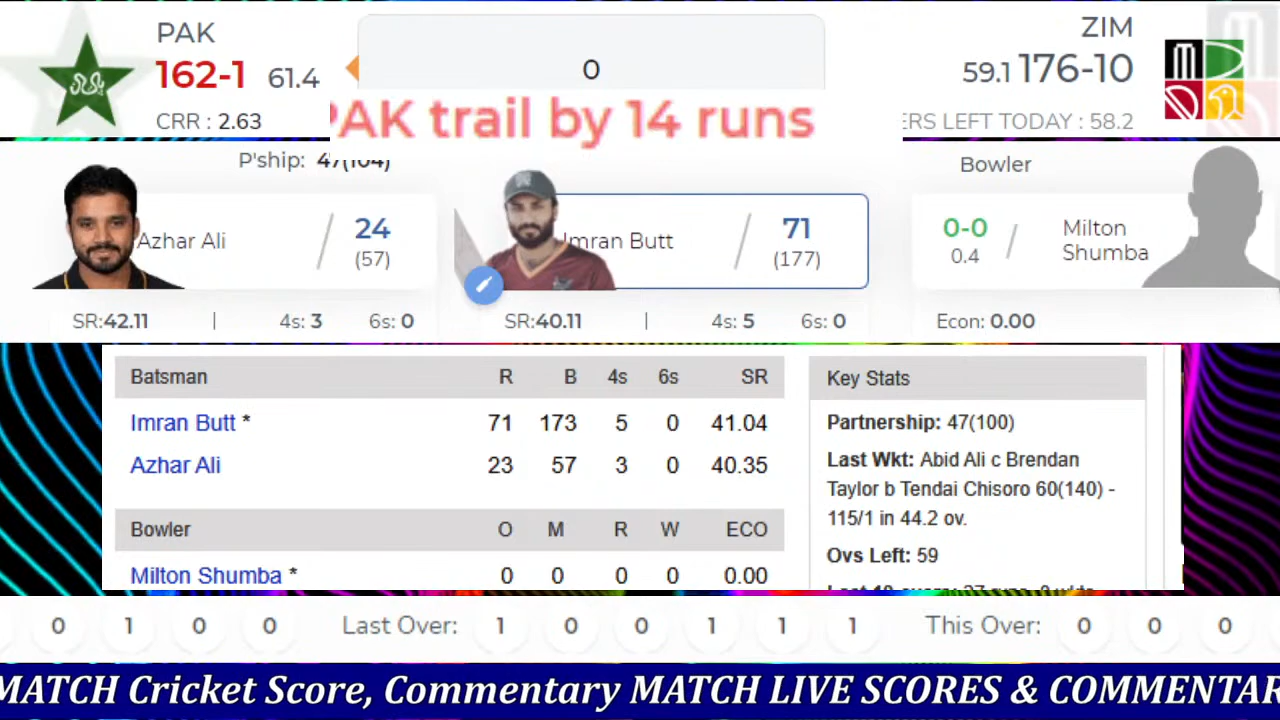 PAK
162-1 61.4
CRR : 2.63
0
PAK trail by 14 runs
ZIM
59.1 176-10
ERS LEFT TODAY : 58.2
P'ship: 47(104)
Azhar Ali
24
(57)
Imran Butt
71
(177)
Bowler
0-0
0.4
Milton
Shumba
SR:42.11 | 4s: 3 6s: 0
SR:40.11 | 4s: 5 6s: 0
Econ: 0.00
Batsman R B 4s 6s SR
Imran Butt * 71 173 5 0 41.04
Azhar Ali 23 57 3 0 40.35
Bowler O M R W ECO
Milton Shumba * 0 0 0 0 0.00
Key Stats
Partnership: 47(100)
Last Wkt: Abid Ali c Brendan
Taylor b Tendai Chisoro 60(140) -
115/1 in 44.2 ov.
Ovs Left: 59
0 1 0 0 Last Over: 1 0 0 1 1 1 This Over: 0 0 0
MATCH Cricket Score, Commentary MATCH LIVE SCORES & COMMENTAR